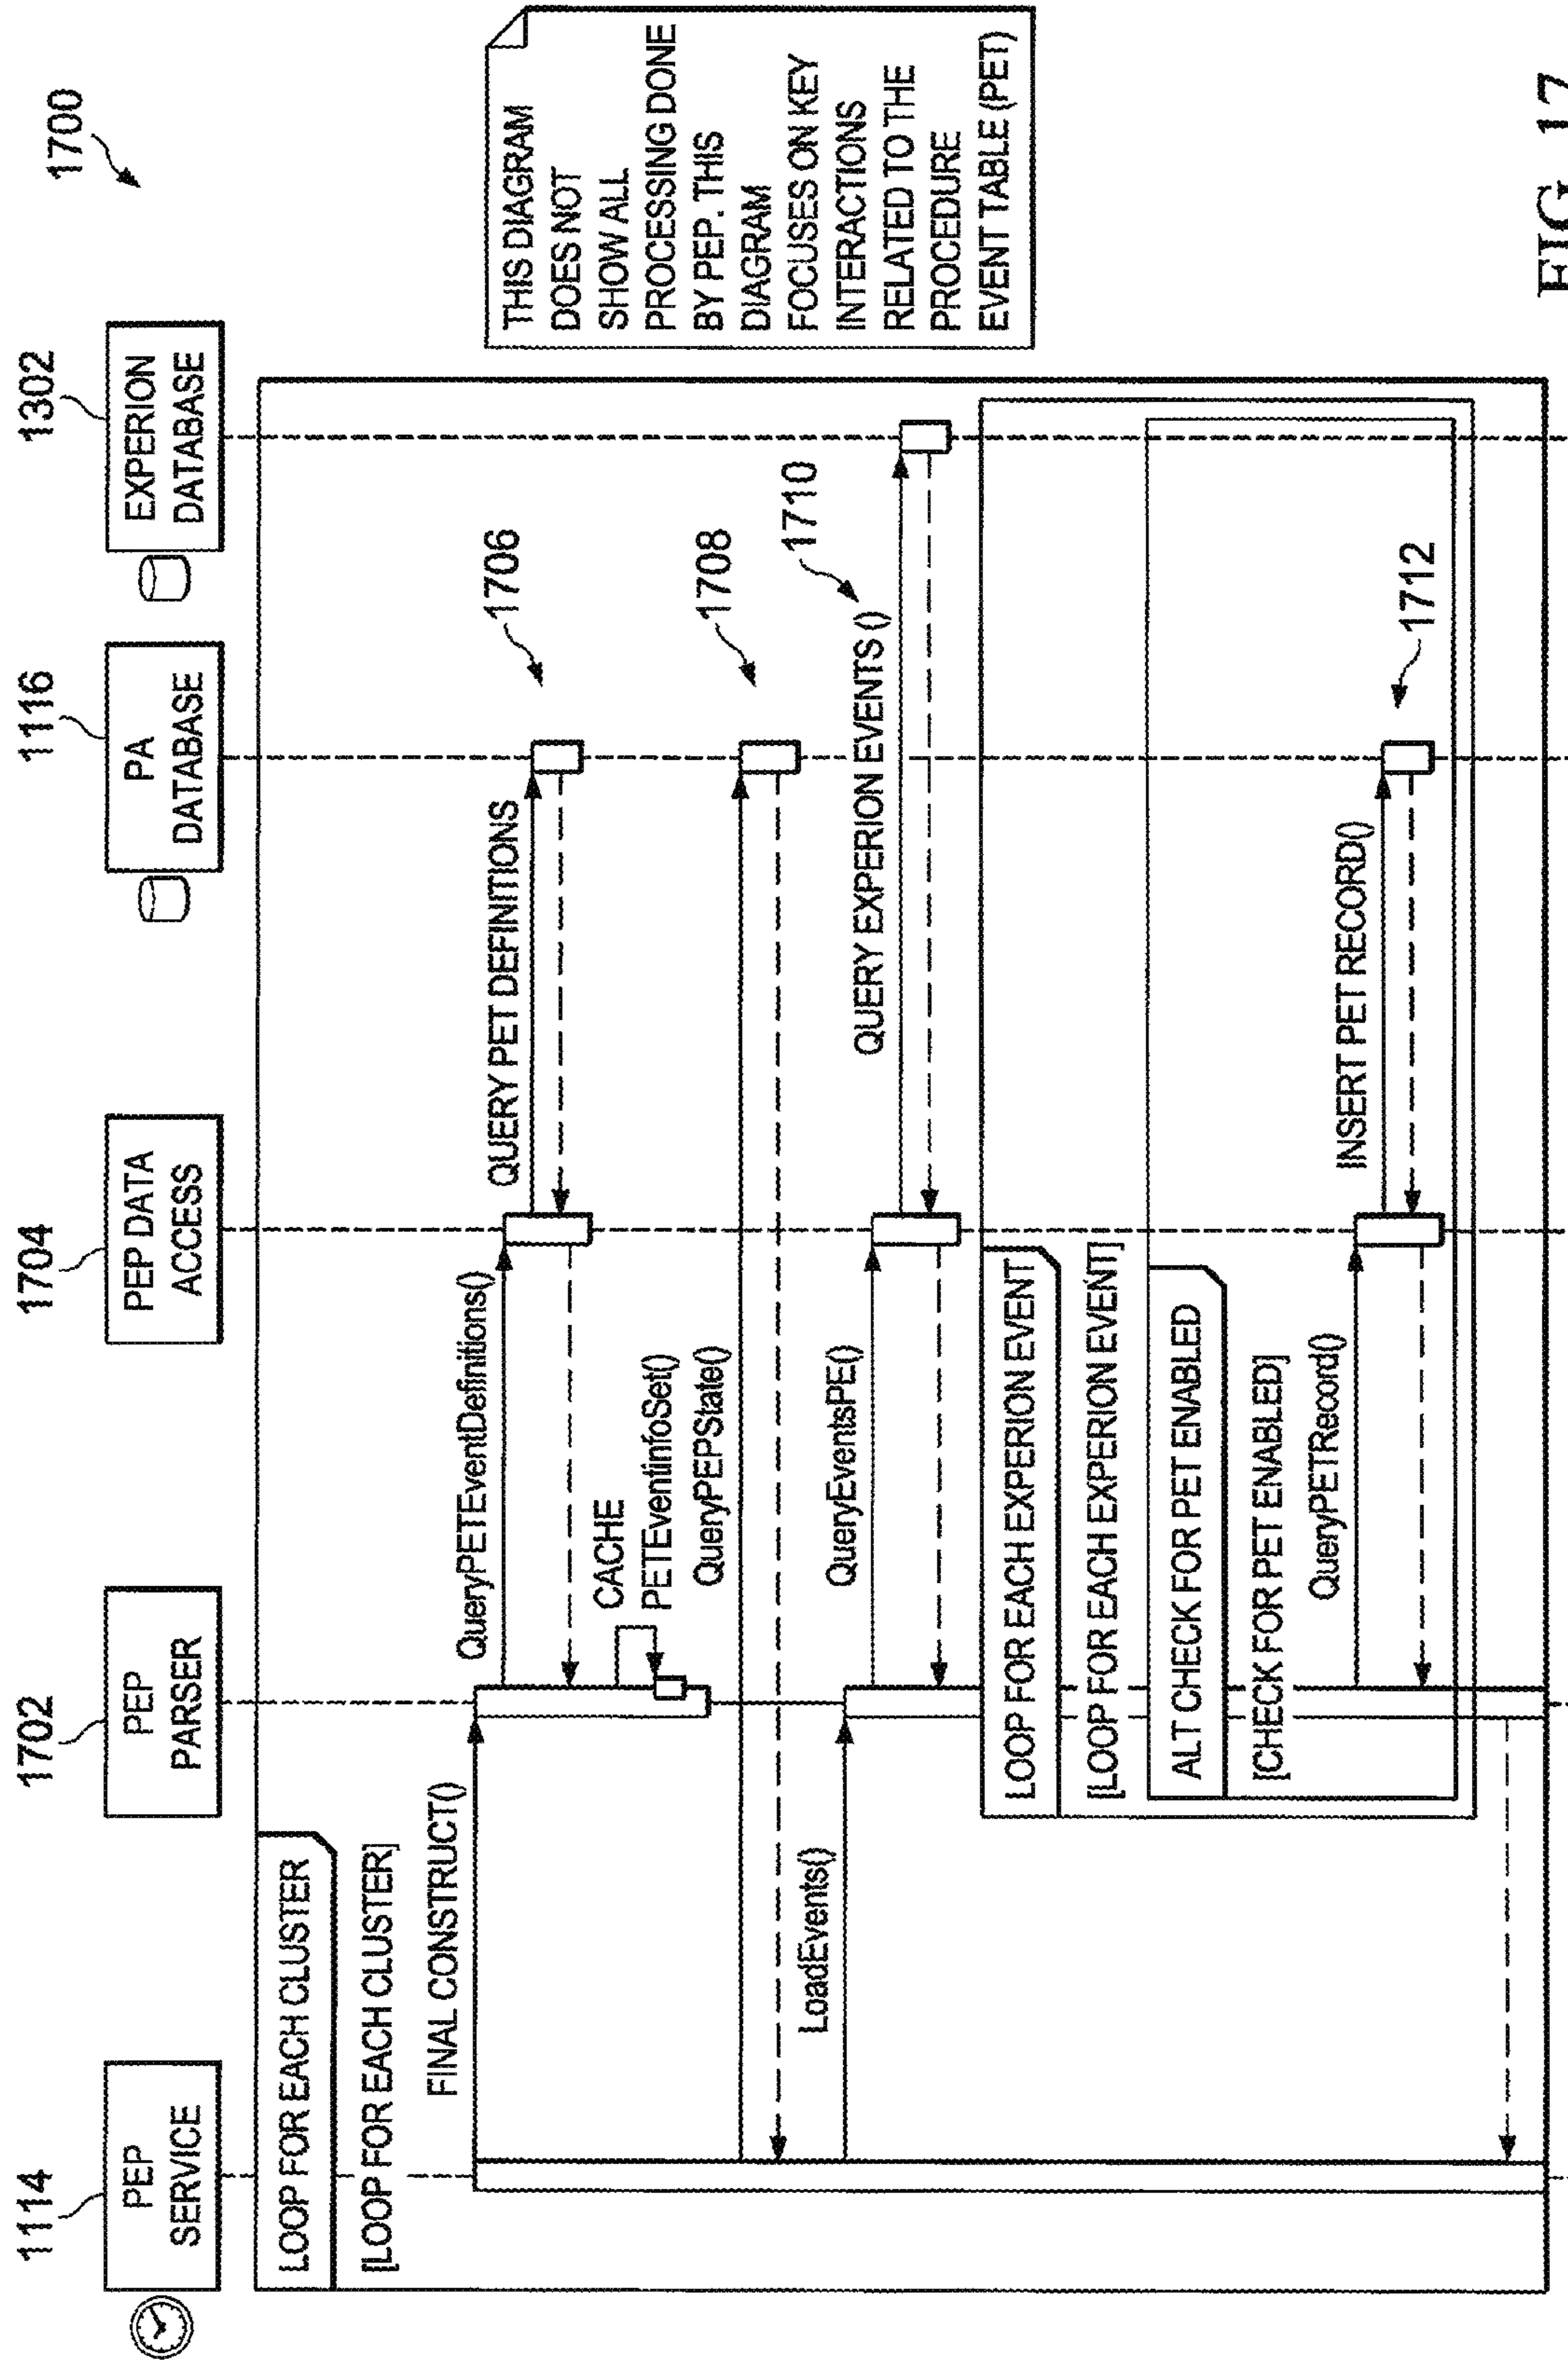 1700
1114
1702
1704
1116
1302
PEP
SERVICE
PEP
PARSER
PEP DATA
ACCESS
PA
DATABASE
EXPERION
DATABASE
LOOP FOR EACH CLUSTER
[LOOP FOR EACH CLUSTER]
FINAL CONSTRUCT()
QueryPETEventDefinitions()
QUERY PET DEFINITIONS
1706
CACHE
PETEventinfoSet()
QueryPEPState()
1708
LoadEvents()
QueryEventsPE()
QUERY EXPERION EVENTS ()
1710
LOOP FOR EACH EXPERION EVENT
[LOOP FOR EACH EXPERION EVENT]
ALT CHECK FOR PET ENABLED
[CHECK FOR PET ENABLED]
QueryPETRecord()
INSERT PET RECORD()
1712
THIS DIAGRAM
DOES NOT
SHOW ALL
PROCESSING DONE
BY PEP. THIS
DIAGRAM
FOCUSES ON KEY
INTERACTIONS
RELATED TO THE
PROCEDURE
EVENT TABLE (PET)
FIG. 17